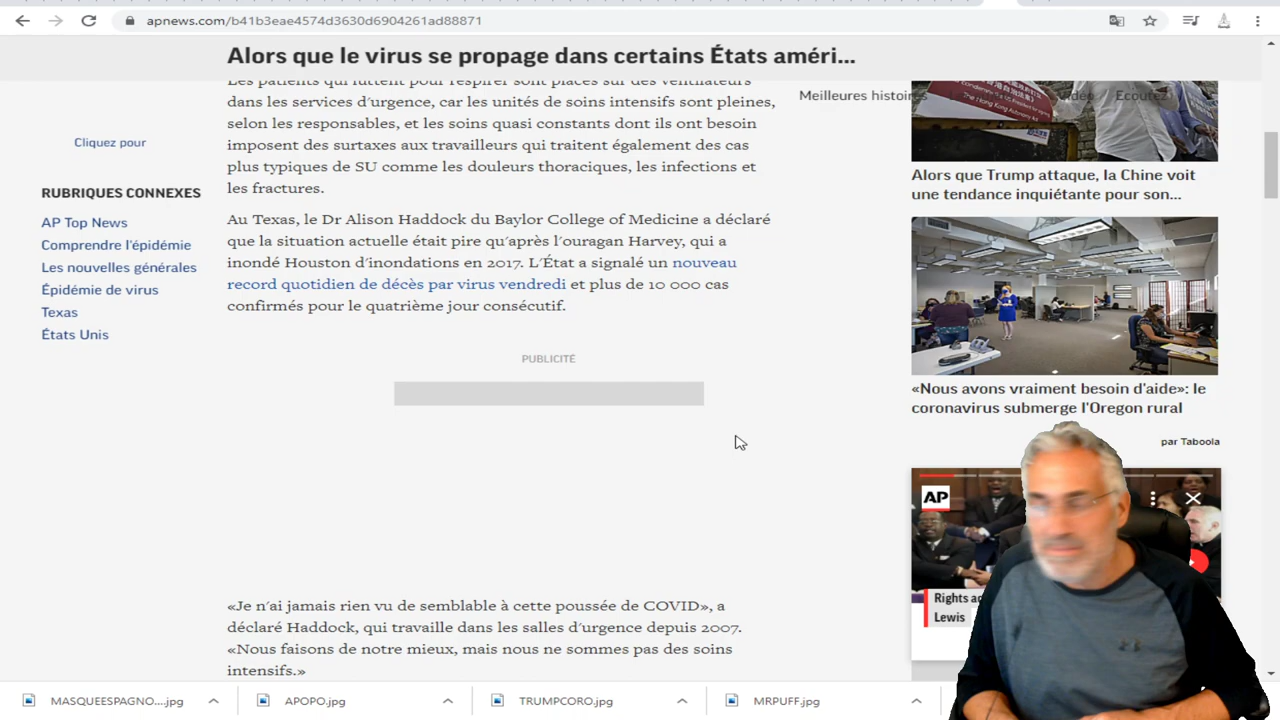 apnews.com/b41b3eae4574d3630d6904261ad88871
Alors que le virus se propage dans certains États améri...
Meilleures histoires
Écoutez
Les patients qui luttent pour respirer sont placés sur des ventilateurs
dans les services d'urgence, car les unités de soins intensifs sont pleines,
selon les responsables, et les soins quasi constants dont ils ont besoin
imposent des surtaxes aux travailleurs qui traitent également des cas
plus typiques de SU comme les douleurs thoraciques, les infections et
les fractures.
Au Texas, le Dr Alison Haddock du Baylor College of Medicine a déclaré
que la situation actuelle était pire qu'après l'ouragan Harvey, qui a
inondé Houston d'inondations en 2017. L'État a signalé un nouveau
record quotidien de décès par virus vendredi et plus de 10 000 cas
confirmés pour le quatrième jour consécutif.
PUBLICITÉ
«Je n'ai jamais rien vu de semblable à cette poussée de COVID», a
déclaré Haddock, qui travaille dans les salles d'urgence depuis 2007.
«Nous faisons de notre mieux, mais nous ne sommes pas des soins
intensifs.»
Cliquez pour
RUBRIQUES CONNEXES
AP Top News
Comprendre l'épidémie
Les nouvelles générales
Épidémie de virus
Texas
États Unis
Alors que Trump attaque, la Chine voit
une tendance inquiétante pour son...
«Nous avons vraiment besoin d'aide»: le
coronavirus submerge l'Oregon rural
par Taboola
AP
Rights
Lewis
MASQUEESPAGNO....jpg
APOPO.jpg
TRUMPCORO.jpg
MRPUFF.jpg